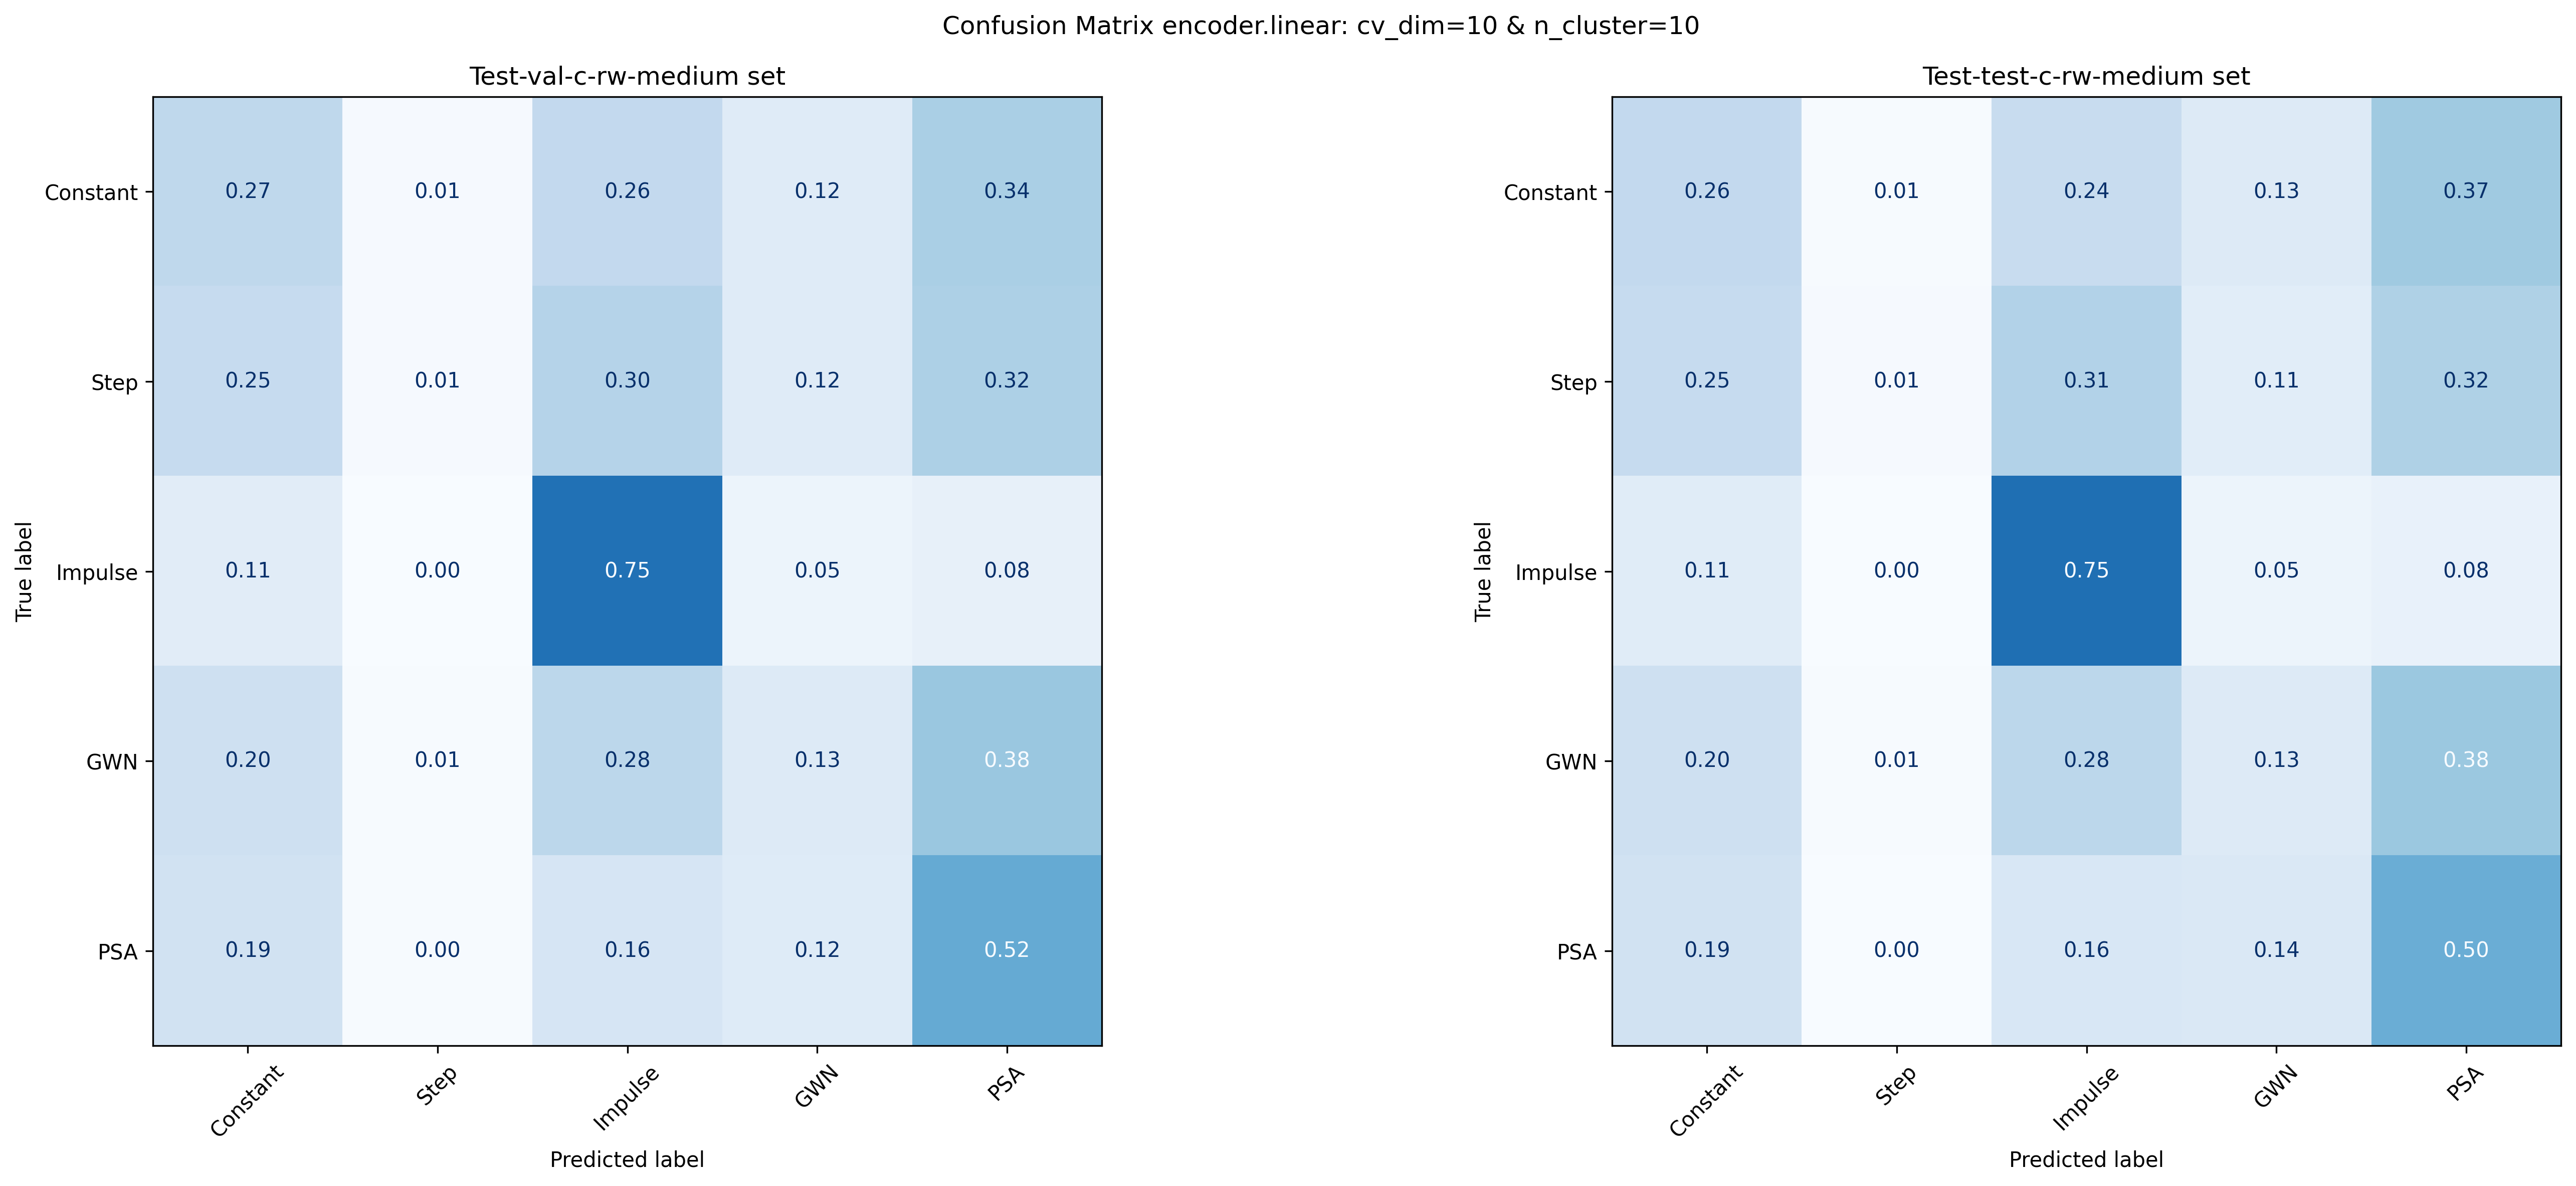 Confusion Matrix encoder.linear: cv_dim=10 & n_cluster=10
Test-val-c-rw-medium set
True label
Constant 0.27 0.01 0.26 0.12 0.34
Step 0.25 0.01 0.30 0.12 0.32
Impulse 0.11 0.00 0.75 0.05 0.08
GWN 0.20 0.01 0.28 0.13 0.38
PSA 0.19 0.00 0.16 0.12 0.52
Constant Step Impulse GWN PSA
Predicted label
Test-test-c-rw-medium set
True label
Constant 0.26 0.01 0.24 0.13 0.37
Step 0.25 0.01 0.31 0.11 0.32
Impulse 0.11 0.00 0.75 0.05 0.08
GWN 0.20 0.01 0.28 0.13 0.38
PSA 0.19 0.00 0.16 0.14 0.50
Constant Step Impulse GWN PSA
Predicted label